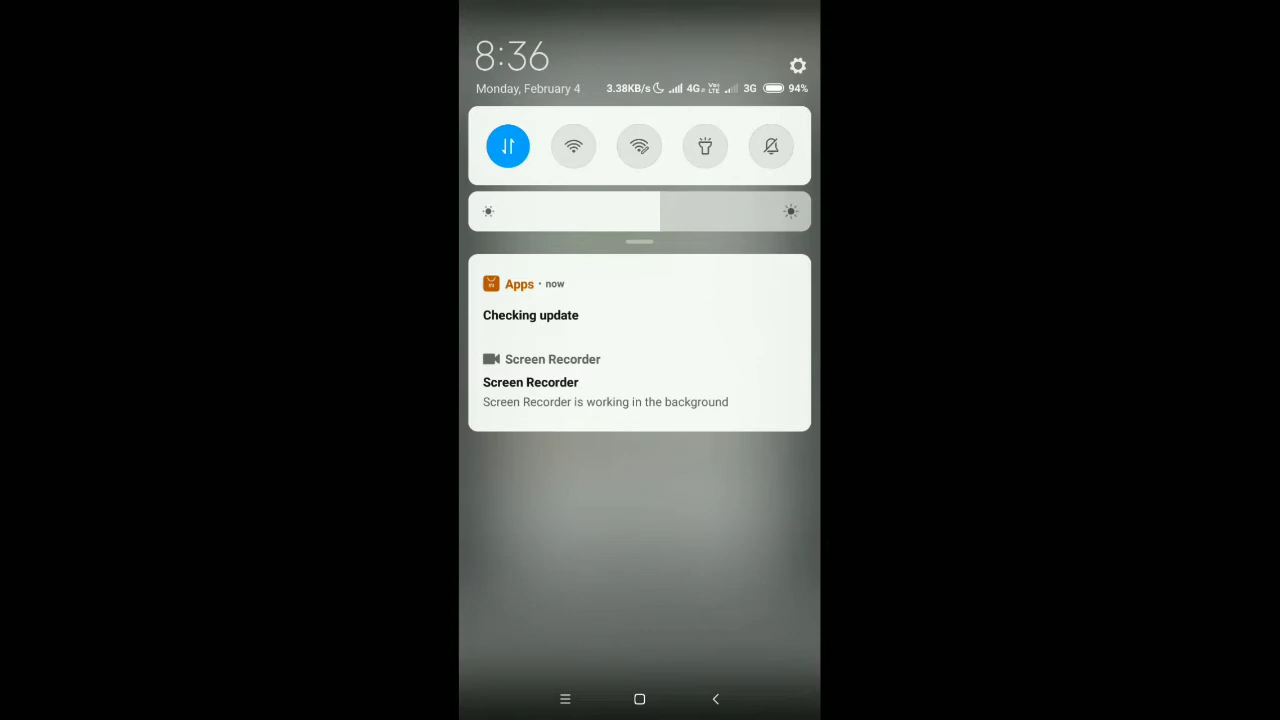 8:36
Monday, February 4 3.38KB/s 4G 3G 94%
Apps • now
Checking update
Screen Recorder
Screen Recorder
Screen Recorder is working in the background